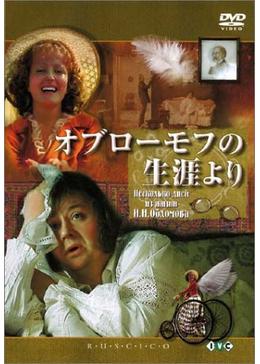 DVD
VIDEO
オブローモフの
生涯より
Несколько дней
из жизни
И.И.Обломова
R·U·S·C·I·C·O
IVC